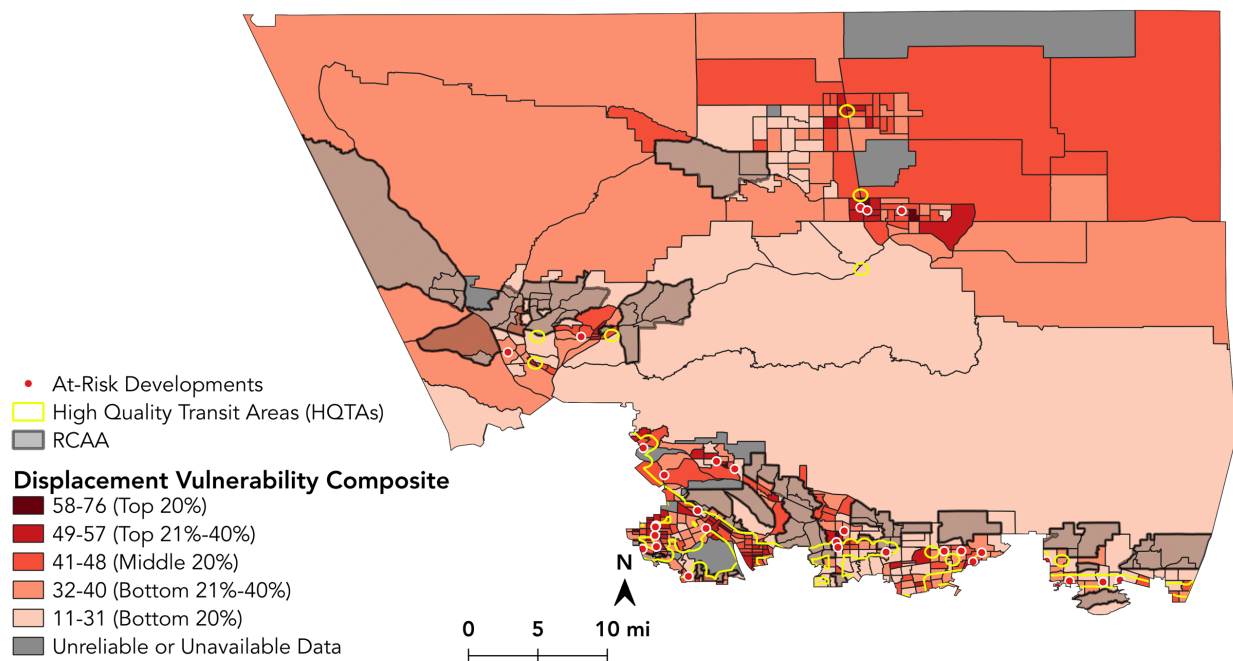 At-Risk Developments
High Quality Transit Areas (HQTAs)
RCAA
Displacement Vulnerability Composite
58-76 (Top 20%)
49-57 (Top 21%-40%)
41-48 (Middle 20%)
32-40 (Bottom 21%-40%)
11-31 (Bottom 20%)
Unreliable or Unavailable Data
N
0 5 10 mi